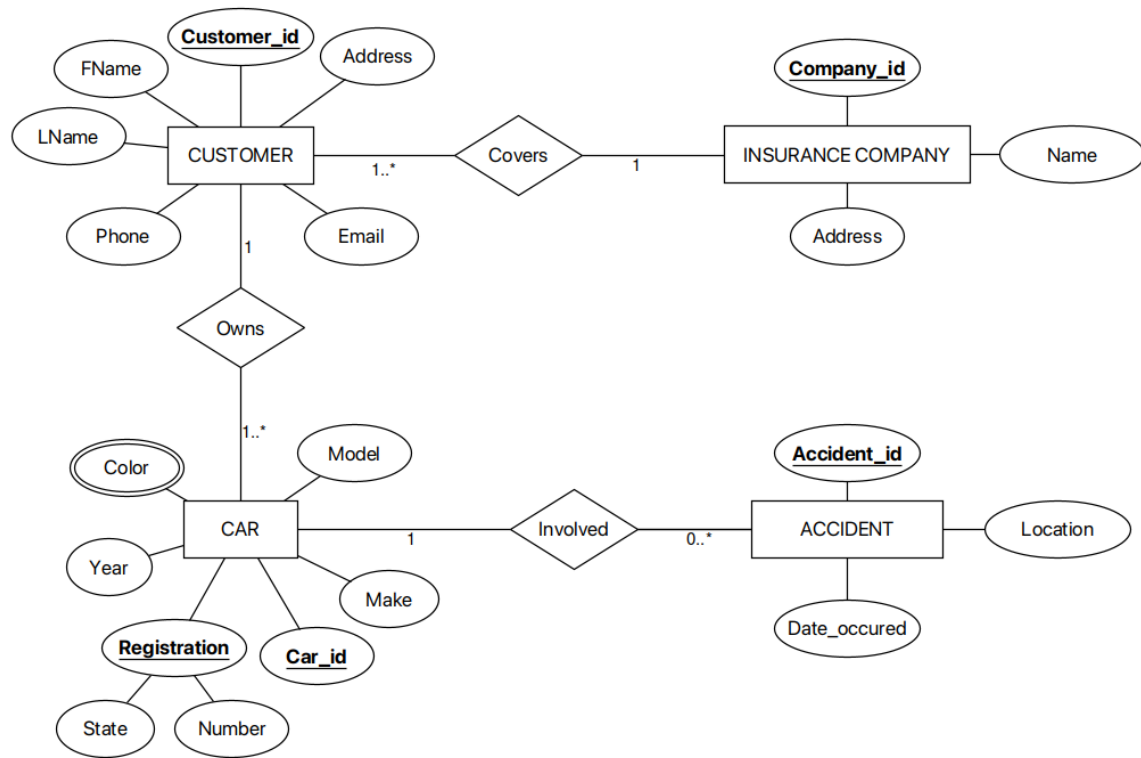 Customer_id
Address
FName
LName
CUSTOMER
Phone
Email
1..*
Covers
1
Company_id
INSURANCE COMPANY
Name
Address
1
Owns
1..*
Color
Model
CAR
Year
Make
Registration
Car_id
State
Number
1
Involved
0..*
Accident_id
ACCIDENT
Location
Date_occured